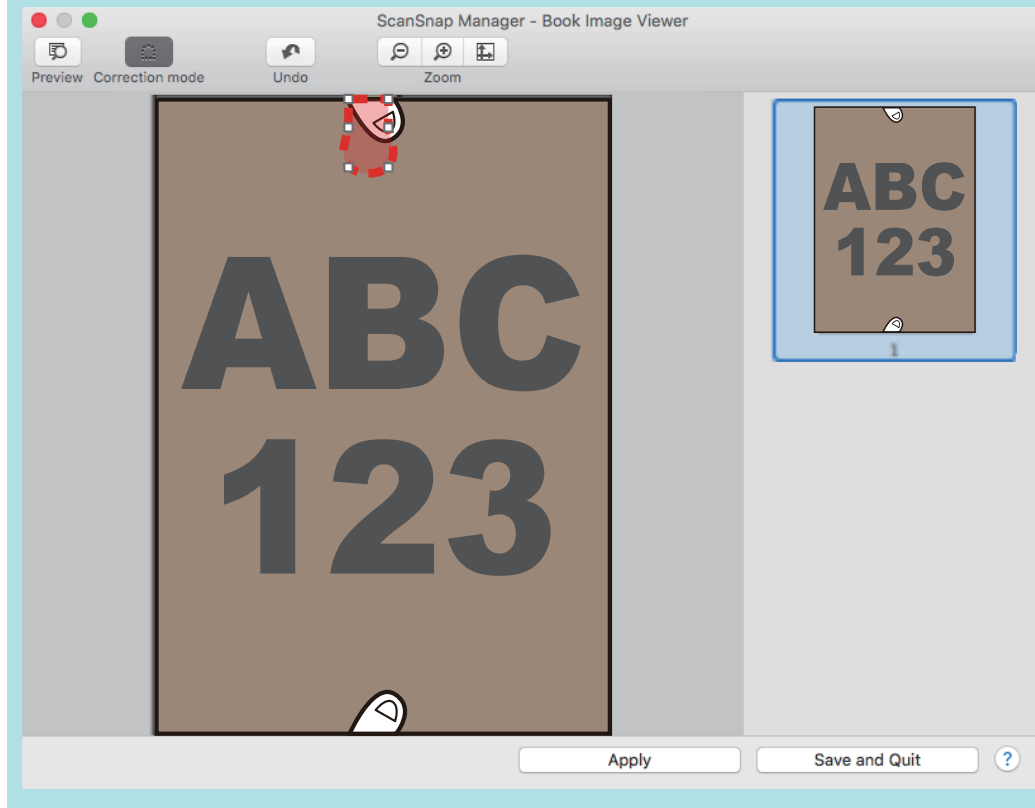 ScanSnap Manager - Book Image Viewer
Preview Correction mode Undo Zoom
ABC
123
ABC
123
1
Apply Save and Quit ?